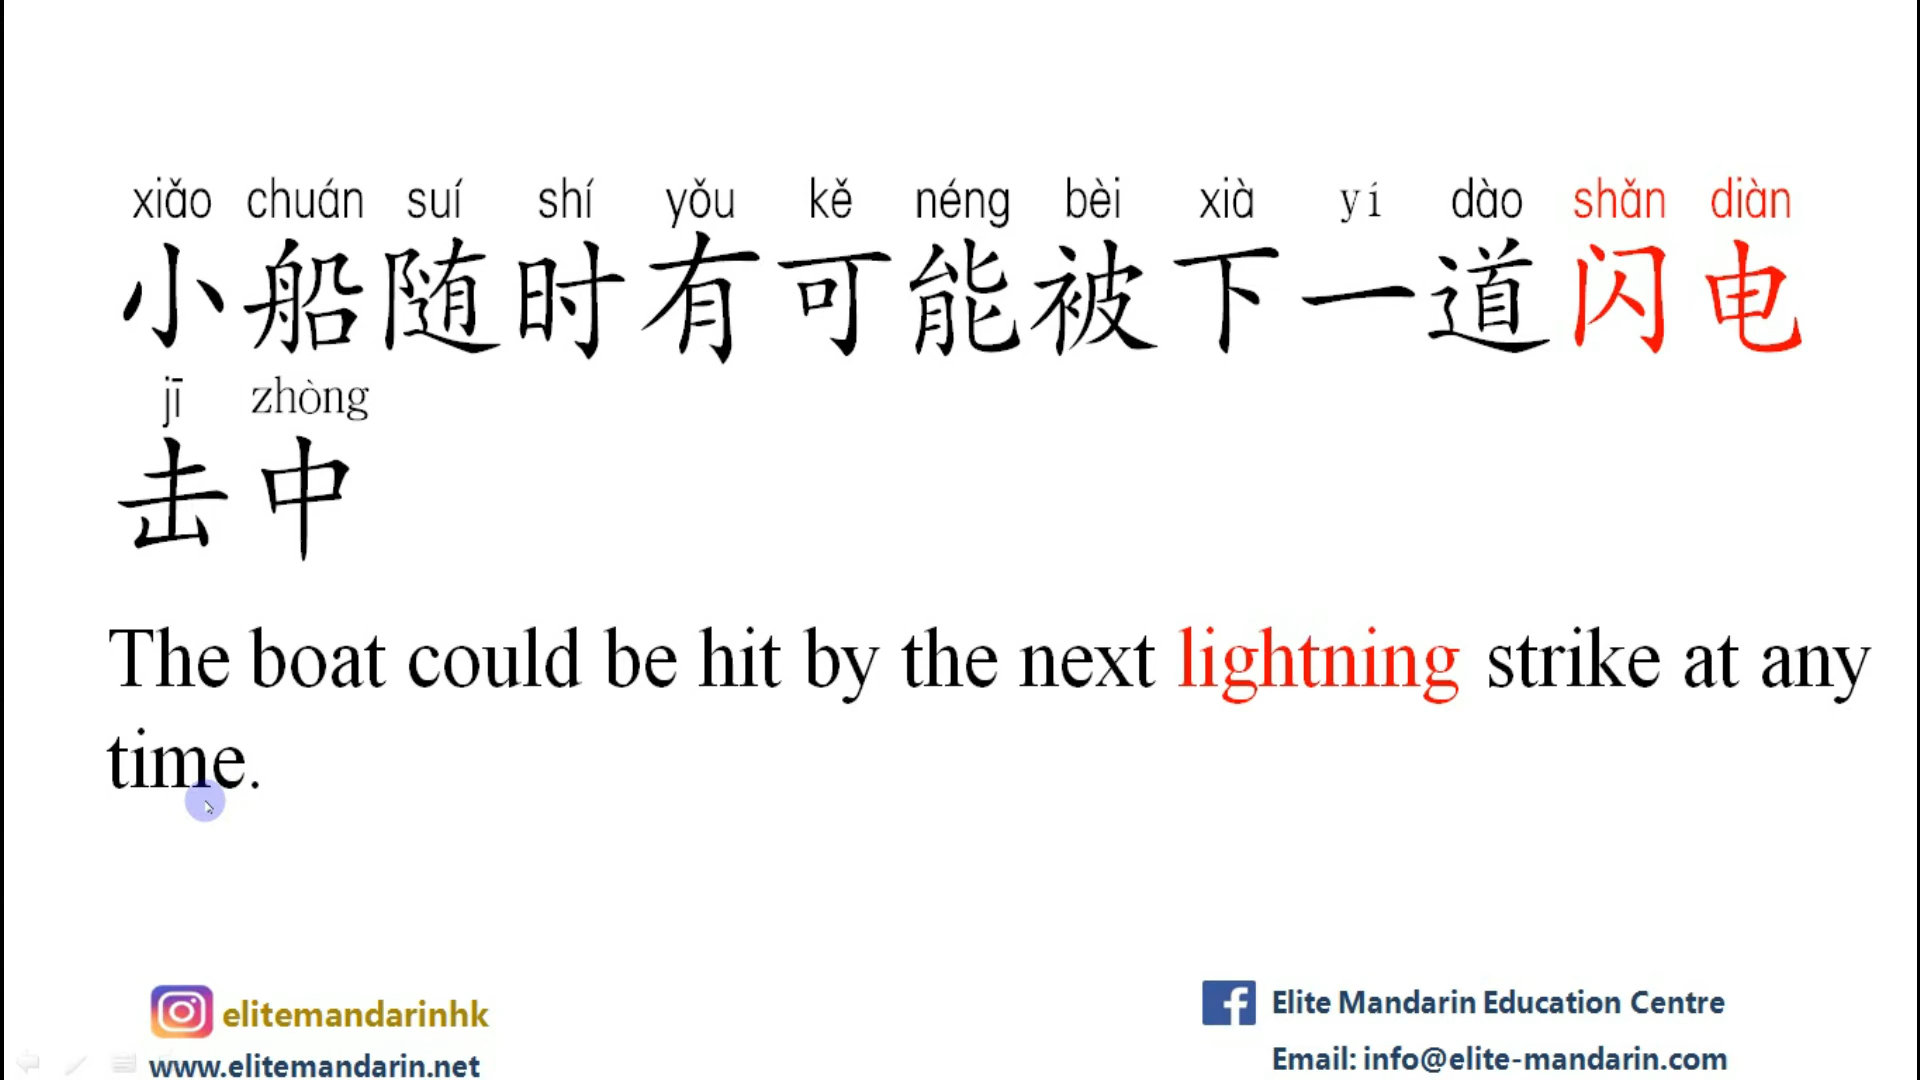 xiǎo chuán suí shí yǒu kě néng bèi xià yí dào shǎn diàn
小船随时有可能被下一道闪电
jī zhòng
击中
The boat could be hit by the next lightning strike at any
time.
elitemandarinhk
www.elitemandarin.net
Elite Mandarin Education Centre
Email: info@elite-mandarin.com